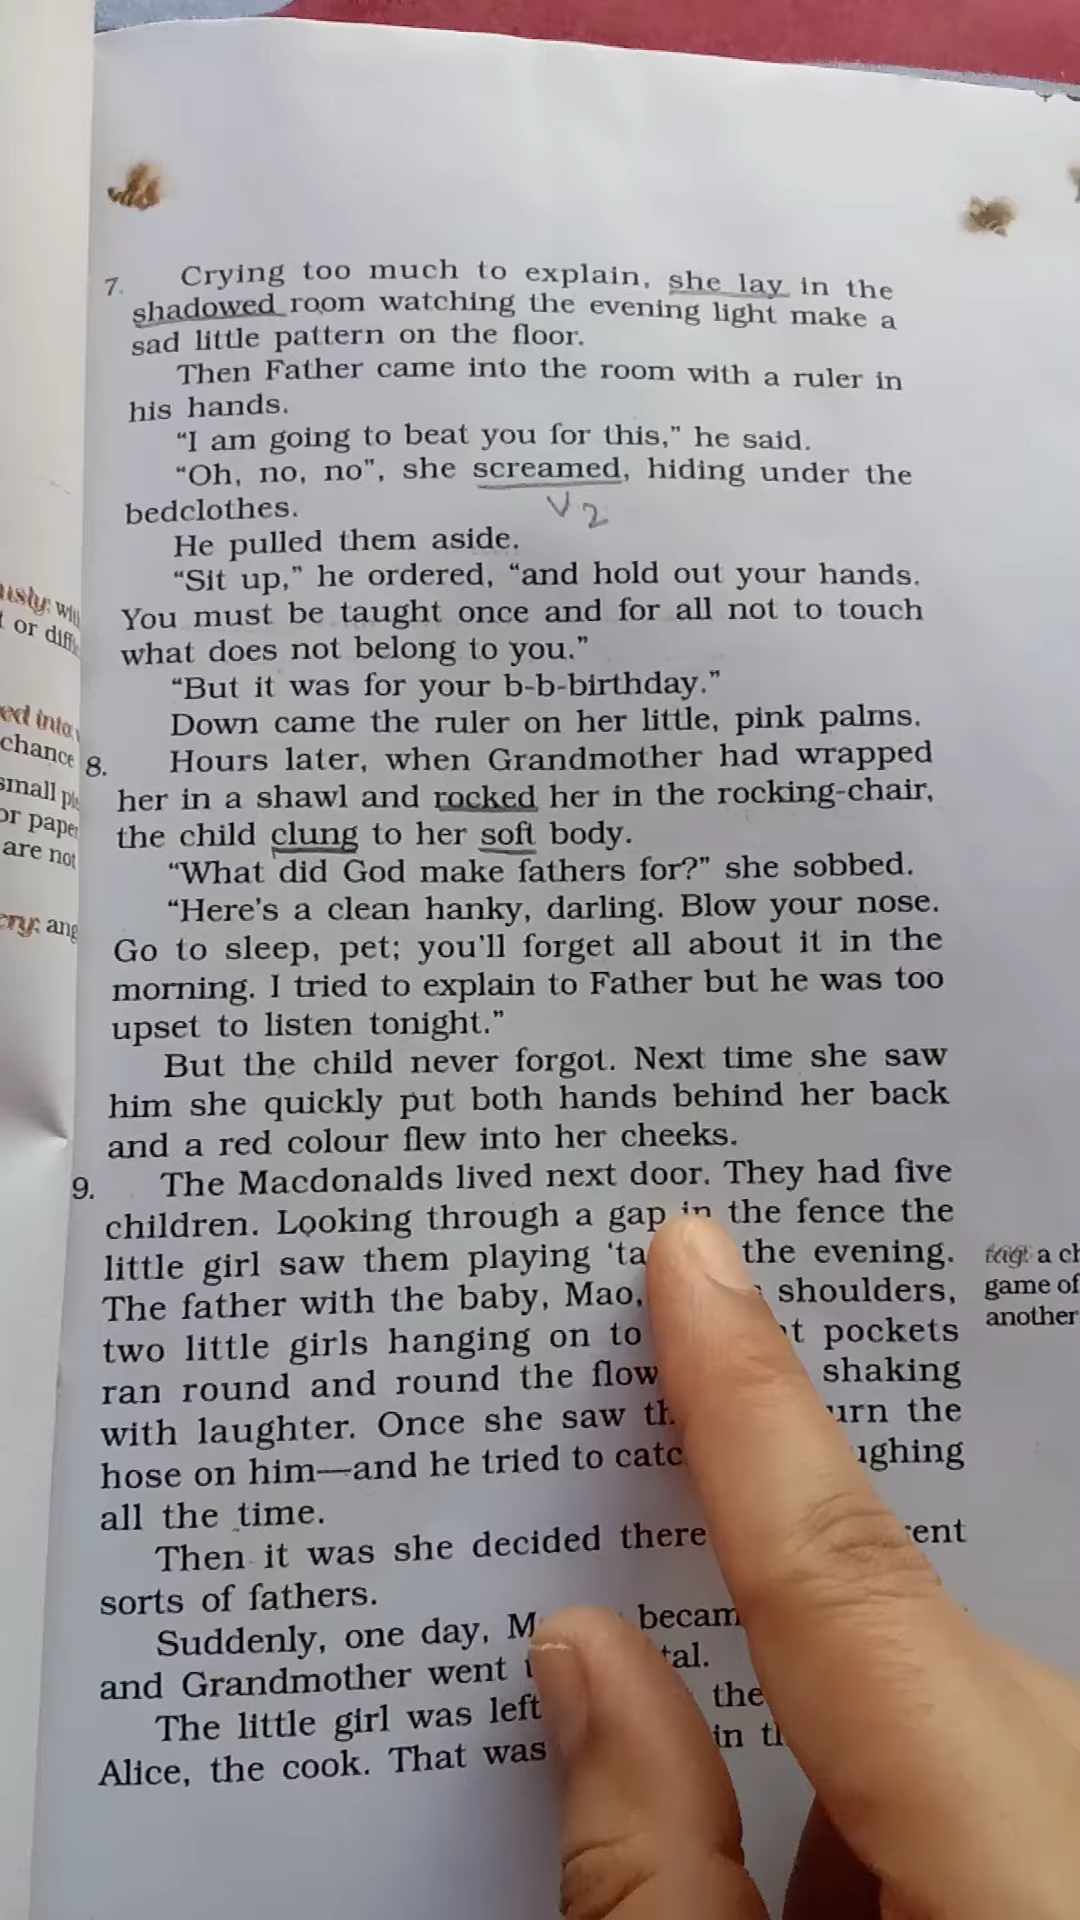 7. Crying too much to explain, she lay in the
shadowed room watching the evening light make a
sad little pattern on the floor.
Then Father came into the room with a ruler in
his hands.
“I am going to beat you for this,” he said.
“Oh, no, no”, she screamed, hiding under the
V2
bedclothes.
He pulled them aside.
“Sit up,” he ordered, “and hold out your hands.
You must be taught once and for all not to touch
what does not belong to you.”
“But it was for your b-b-birthday.”
Down came the ruler on her little, pink palms.
8. Hours later, when Grandmother had wrapped
her in a shawl and rocked her in the rocking-chair,
the child clung to her soft body.
“What did God make fathers for?” she sobbed.
“Here's a clean hanky, darling. Blow your nose.
Go to sleep, pet; you'll forget all about it in the
morning. I tried to explain to Father but he was too
upset to listen tonight.”
But the child never forgot. Next time she saw
him she quickly put both hands behind her back
and a red colour flew into her cheeks.
9. The Macdonalds lived next door. They had five
children. Looking through a gap in the fence the
little girl saw them playing the evening.
The father with the baby, Mao, shoulders,
two little girls hanging on to pockets
ran round and round the shaking
with laughter. Once she saw the
hose on him—and he tried to
all the time.
Then it was she decided there
sorts of fathers.
Suddenly, one day,
and Grandmother went
The little girl was left the
Alice, the cook. That was in
or
chance
small
or
are not
tag: a
game of
another